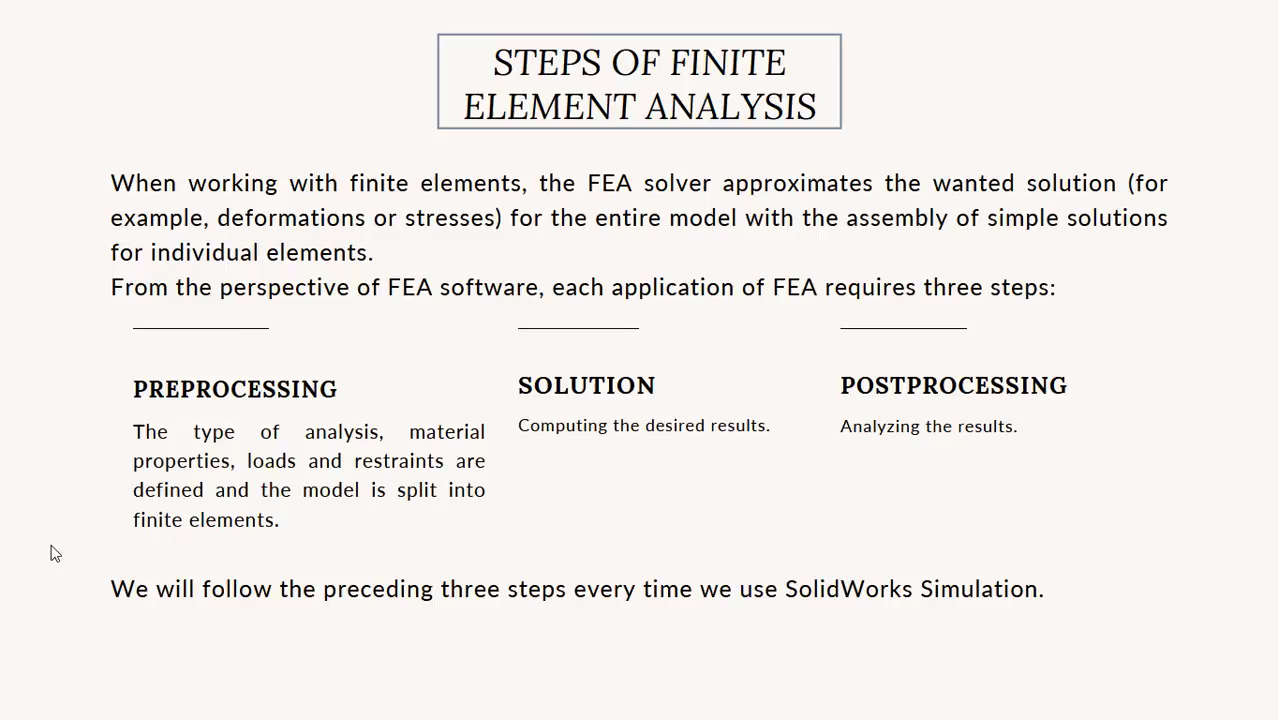 STEPS OF FINITE
ELEMENT ANALYSIS
When working with finite elements, the FEA solver approximates the wanted solution (for
example, deformations or stresses) for the entire model with the assembly of simple solutions
for individual elements.
From the perspective of FEA software, each application of FEA requires three steps:
PREPROCESSING
The type of analysis, material
properties, loads and restraints are
defined and the model is split into
finite elements.
SOLUTION
Computing the desired results.
POSTPROCESSING
Analyzing the results.
We will follow the preceding three steps every time we use SolidWorks Simulation.